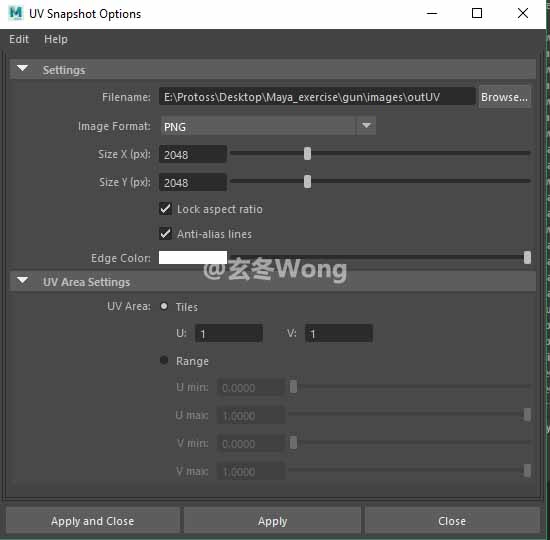 UV Snapshot Options
Edit Help
Settings
Filename: E:\Protoss\Desktop\Maya_exercise\gun\images\outUV Browse...
Image Format: PNG
Size X (px): 2048
Size Y (px): 2048
Lock aspect ratio
Anti-alias lines
Edge Color:
@玄冬Wong
UV Area Settings
UV Area: Tiles
U: 1 V: 1
Range
U min: 0.0000
U max: 1.0000
V min: 0.0000
V max: 1.0000
Apply and Close Apply Close